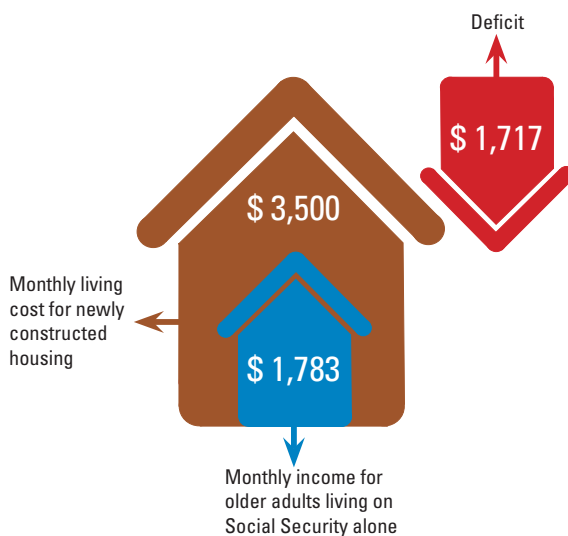 Deficit
$ 1,717
$ 3,500
Monthly living
cost for newly
constructed
housing
$ 1,783
Monthly income for
older adults living on
Social Security alone